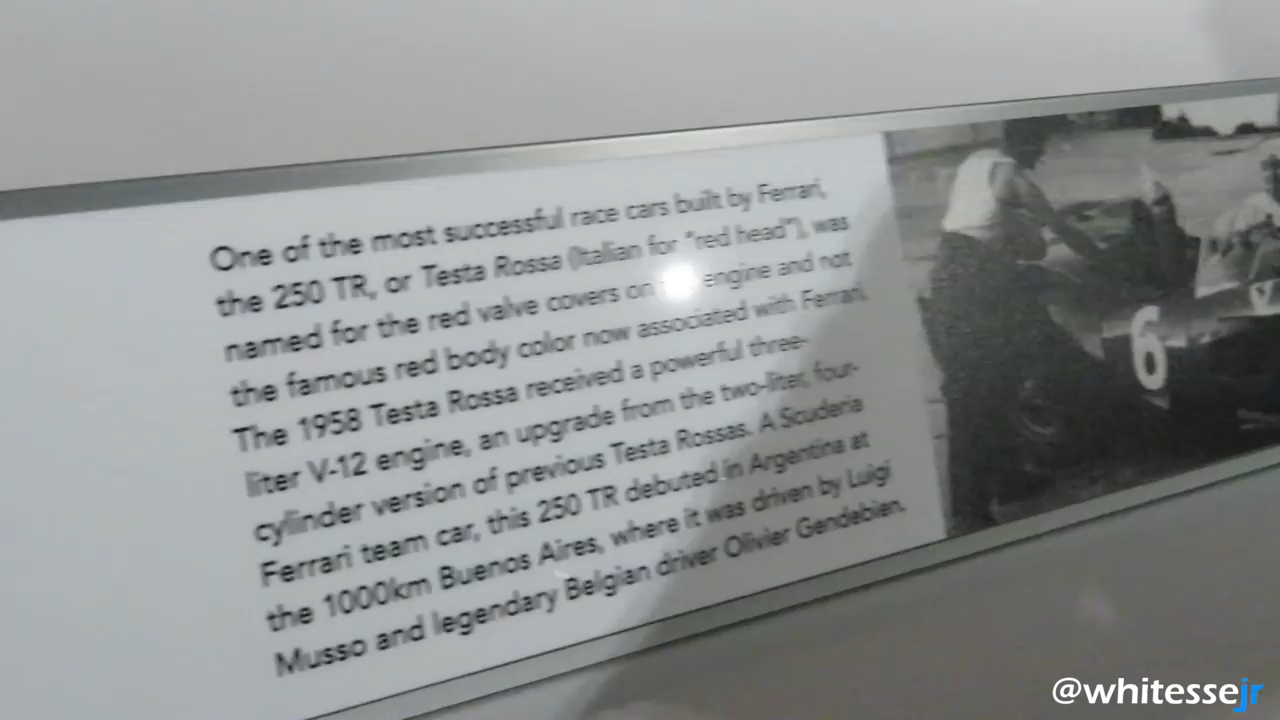 One of the most successful race cars built by Ferrari,
the 250 TR, or Testa Rossa (Italian for "red head"), was
named for the red valve covers on engine and not
the famous red body color now associated with Ferrari.
The 1958 Testa Rossa received a powerful three-
liter V-12 engine, an upgrade from the two-liter, four-
cylinder version of previous Testa Rossas. A Scuderia
Ferrari team car, this 250 TR debuted in Argentina at
the 1000km Buenos Aires, where it was driven by Luigi
Musso and legendary Belgian driver Olivier Gendebien.
6
@whitessejr